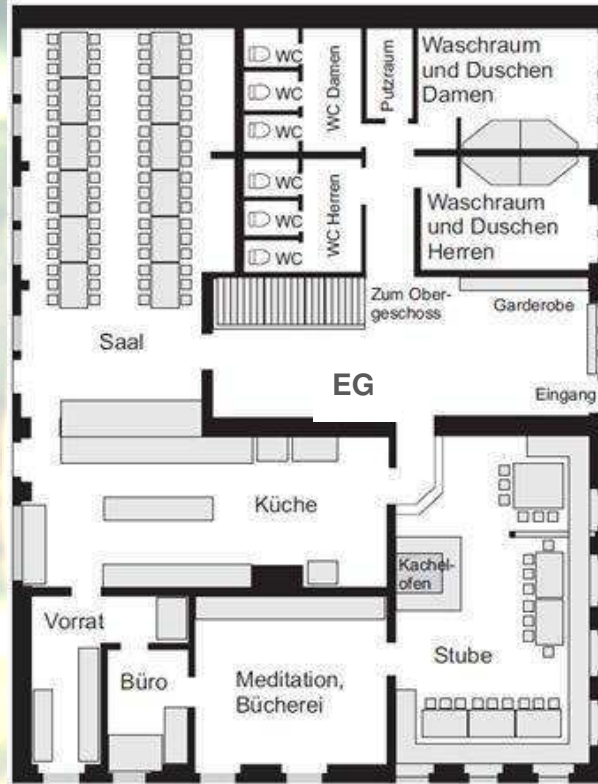 WC
WC
WC
WC Damen
Putzraum
Waschraum
und Duschen
Damen
WC
WC
WC
WC Herren
Waschraum
und Duschen
Herren
Zum Ober-
geschoss
Garderobe
Saal
EG
Eingang
Küche
Kachel-
ofen
Vorrat
Büro
Meditation,
Bücherei
Stube